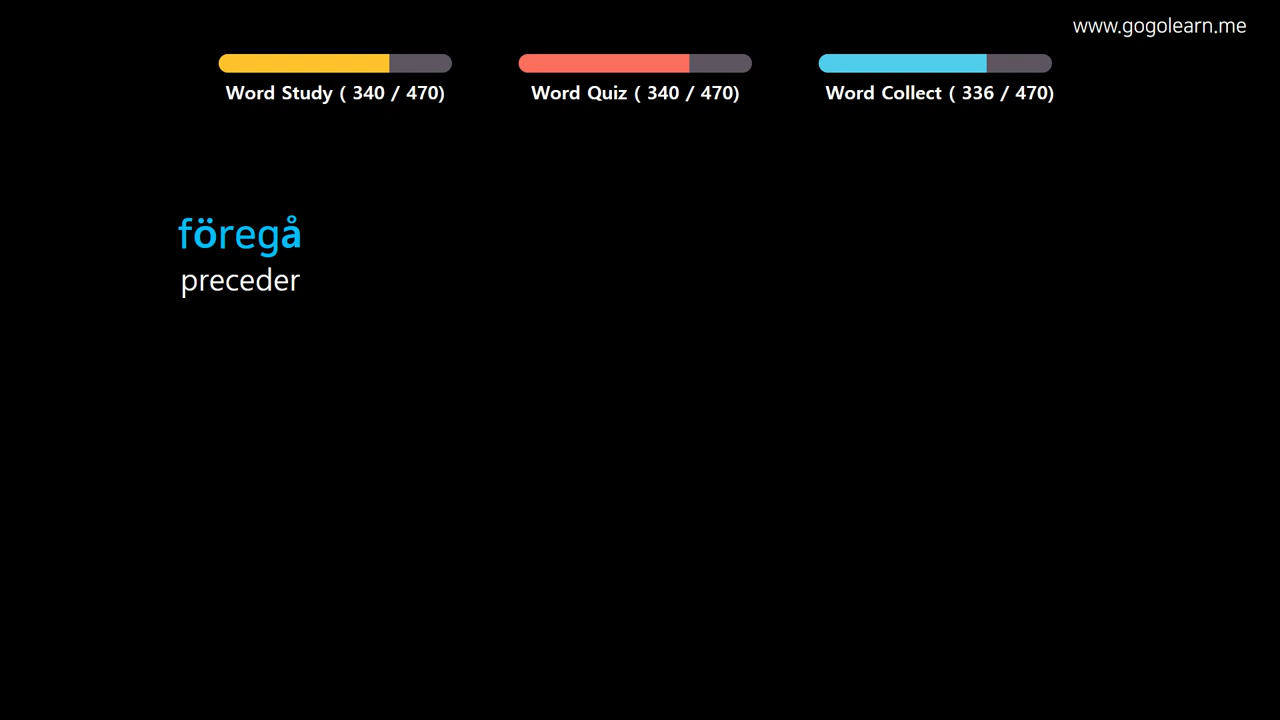 www.gogolearn.me
Word Study ( 340 / 470)
Word Quiz ( 340 / 470)
Word Collect ( 336 / 470)
föregå
preceder